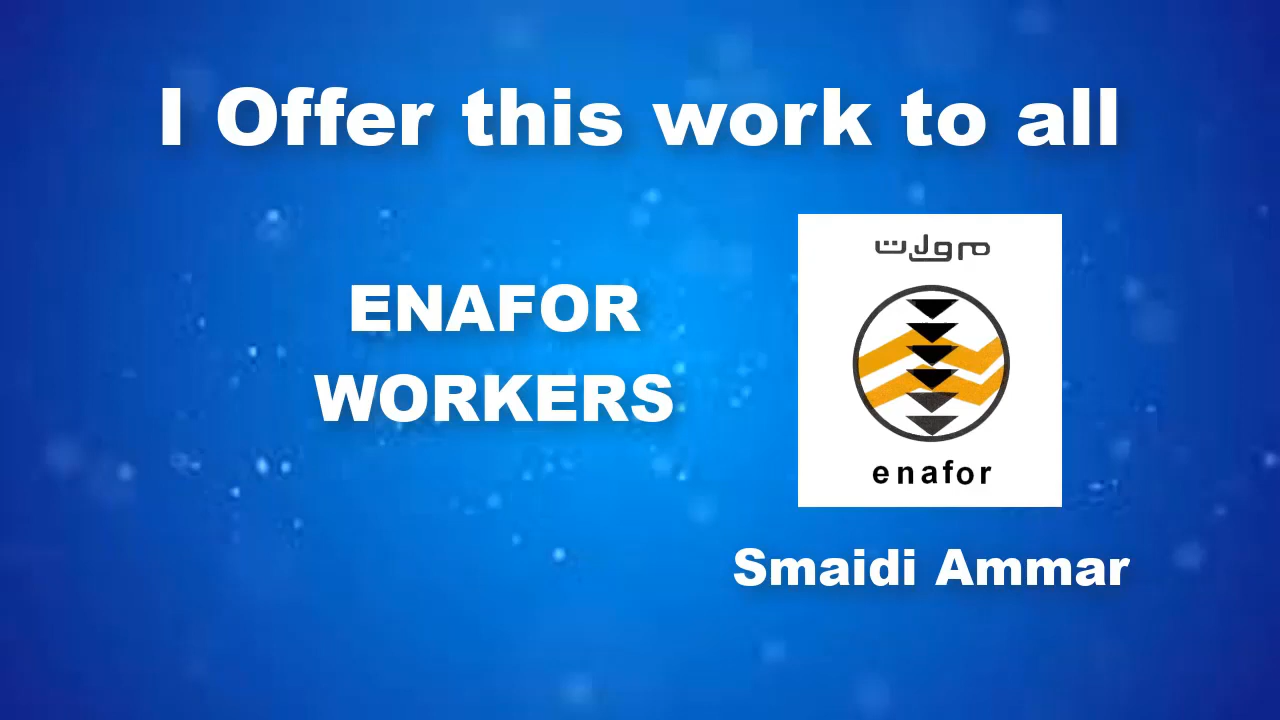 I Offer this work to all
ENAFOR
WORKERS
enafor
Smaidi Ammar